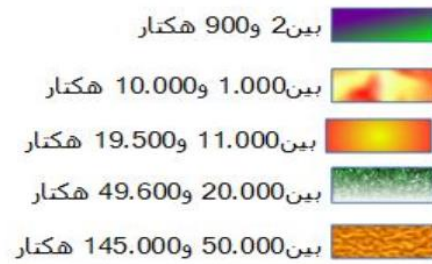 بين2 و900 هكتار
بين1.000 و10.000 هكتار
بين11.000 و19.500 هكتار
بين20.000 و49.600 هكتار
بين50.000 و145.000 هكتار